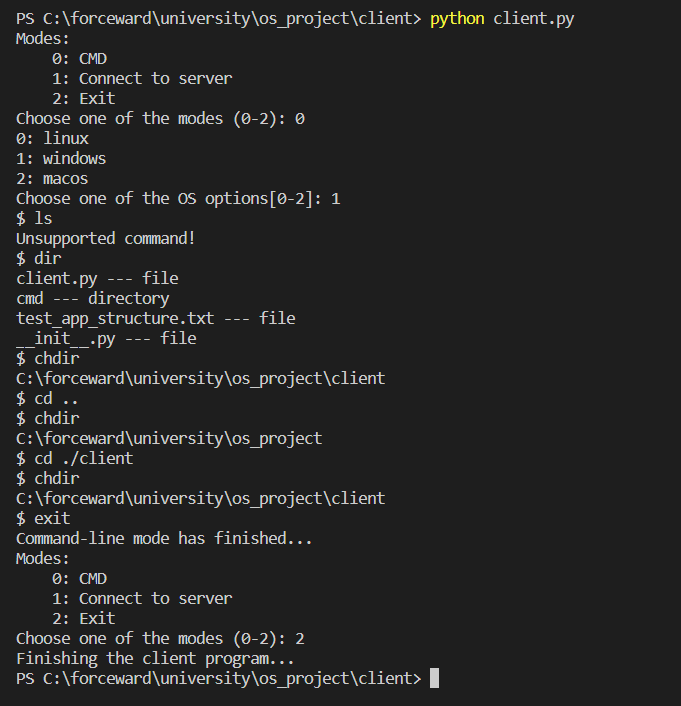 PS C:\forceward\university\os_project\client> python client.py
Modes:
    0: CMD
    1: Connect to server
    2: Exit
Choose one of the modes (0-2): 0
0: linux
1: windows
2: macos
Choose one of the OS options[0-2]: 1
$ ls
Unsupported command!
$ dir
client.py --- file
cmd --- directory
test_app_structure.txt --- file
__init__.py --- file
$ chdir
C:\forceward\university\os_project\client
$ cd ..
$ chdir
C:\forceward\university\os_project
$ cd ./client
$ chdir
C:\forceward\university\os_project\client
$ exit
Command-line mode has finished...
Modes:
    0: CMD
    1: Connect to server
    2: Exit
Choose one of the modes (0-2): 2
Finishing the client program...
PS C:\forceward\university\os_project\client>